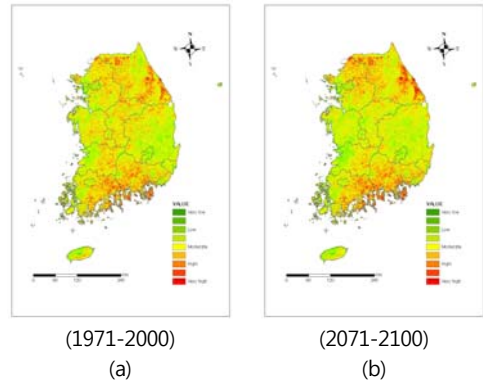 N
N
VALUE
VALUE
Very low
Very low
Low
Low
Moderate
Moderate
High
High
Very high
Very high
(1971-2000)
(2071-2100)
(a)
(b)